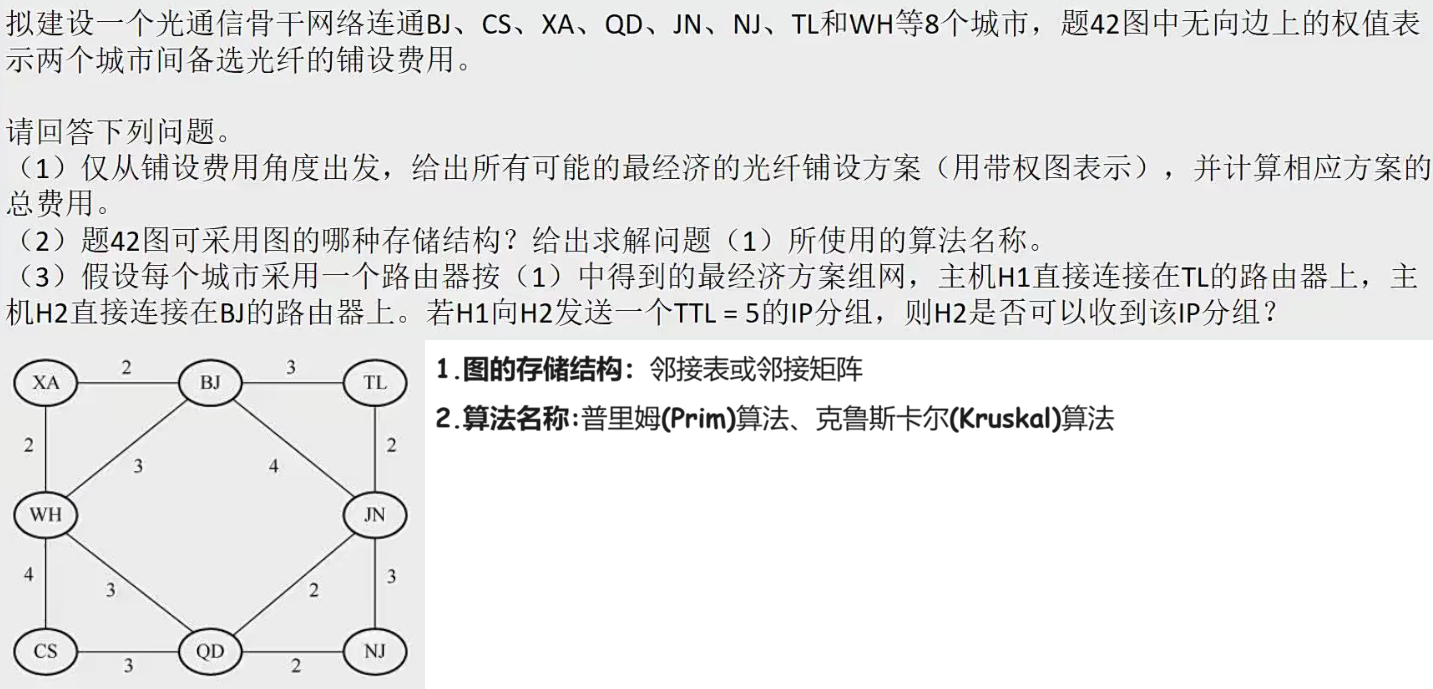 拟建设一个光通信骨干网络连通BJ、CS、XA、QD、JN、NJ、TL和WH等8个城市，题42图中无向边上的权值表
示两个城市间备选光纤的铺设费用。
请回答下列问题。
（1）仅从铺设费用角度出发，给出所有可能的最经济的光纤铺设方案（用带权图表示），并计算相应方案的
总费用。
（2）题42图可采用图的哪种存储结构？给出求解问题（1）所使用的算法名称。
（3）假设每个城市采用一个路由器按（1）中得到的最经济方案组网，主机H1直接连接在TL的路由器上，主
机H2直接连接在BJ的路由器上。若H1向H2发送一个TTL = 5的IP分组，则H2是否可以收到该IP分组？
1.图的存储结构：邻接表或邻接矩阵
2.算法名称:普里姆(Prim)算法、克鲁斯卡尔(Kruskal)算法
XA 2 BJ 3 TL
2 3 4 2
WH JN
4 3 2 3
CS 3 QD 2 NJ